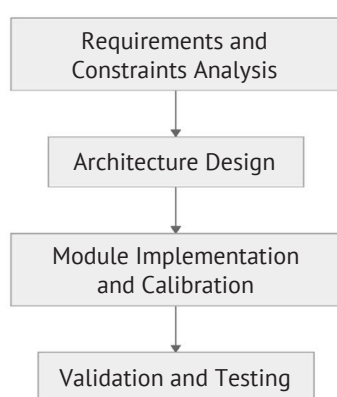 Requirements and
Constraints Analysis
Architecture Design
Module Implementation
and Calibration
Validation and Testing